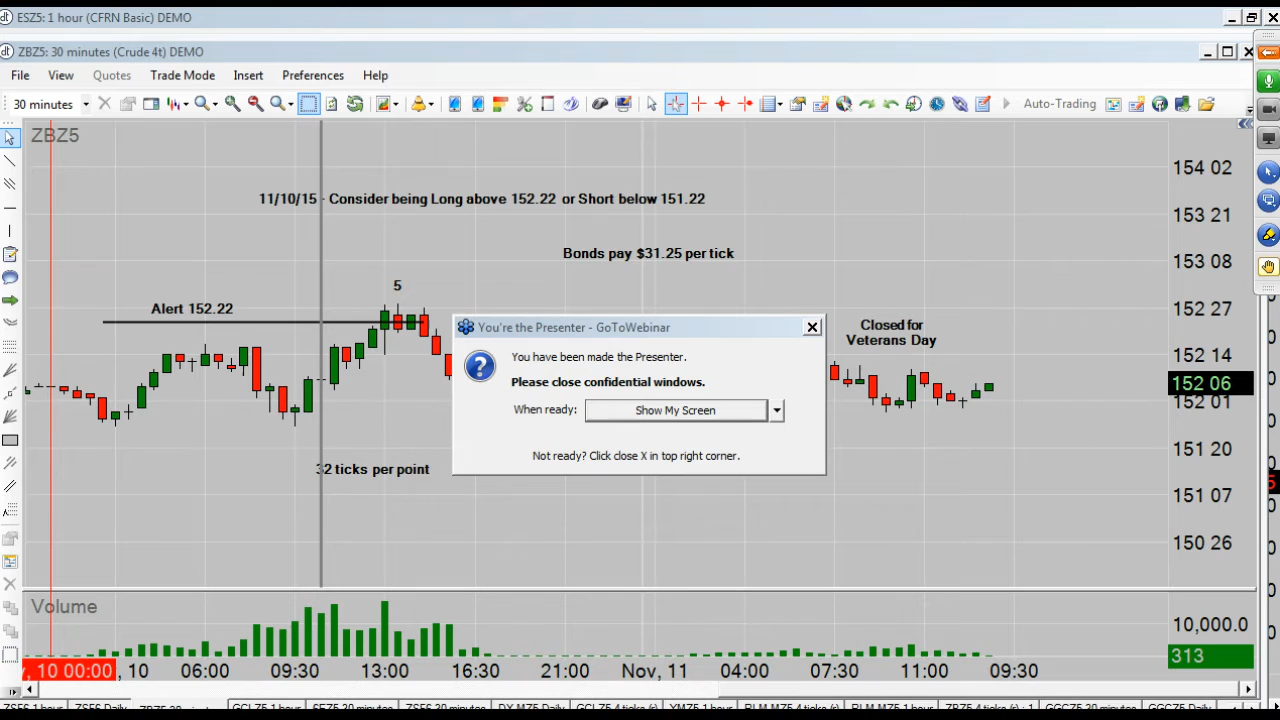 ESZ5: 1 hour (CFRN Basic) DEMO
ZBZ5: 30 minutes (Crude 4t) DEMO
File View Quotes Trade Mode Insert Preferences Help
30 minutes
Auto-Trading
ZBZ5
154 02
11/10/15 - Consider being Long above 152.22 or Short below 151.22
153 21
Bonds pay $31.25 per tick
153 08
5
Alert 152.22
152 27
You're the Presenter - GoToWebinar
Closed for
Veterans Day
You have been made the Presenter.
152 14
Please close confidential windows.
152 06
When ready: Show My Screen
152 01
Not ready? Click close X in top right corner.
151 20
32 ticks per point
151 07
150 26
Volume
10,000.0
313
10 00:00 , 10 06:00 09:30 13:00 16:30 21:00 Nov, 11 04:00 07:30 11:00 09:30